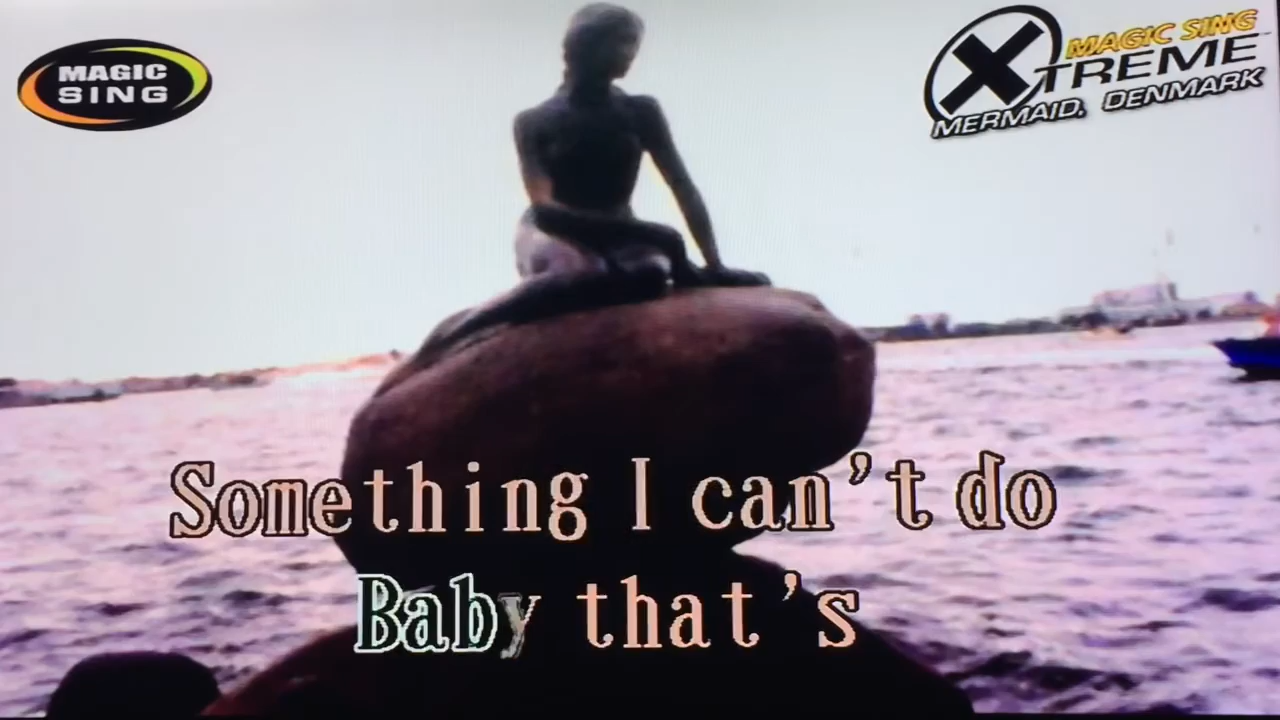 MAGIC
SING
MAGIC SING
XTREME
MERMAID, DENMARK
Something I can't do
Baby that's